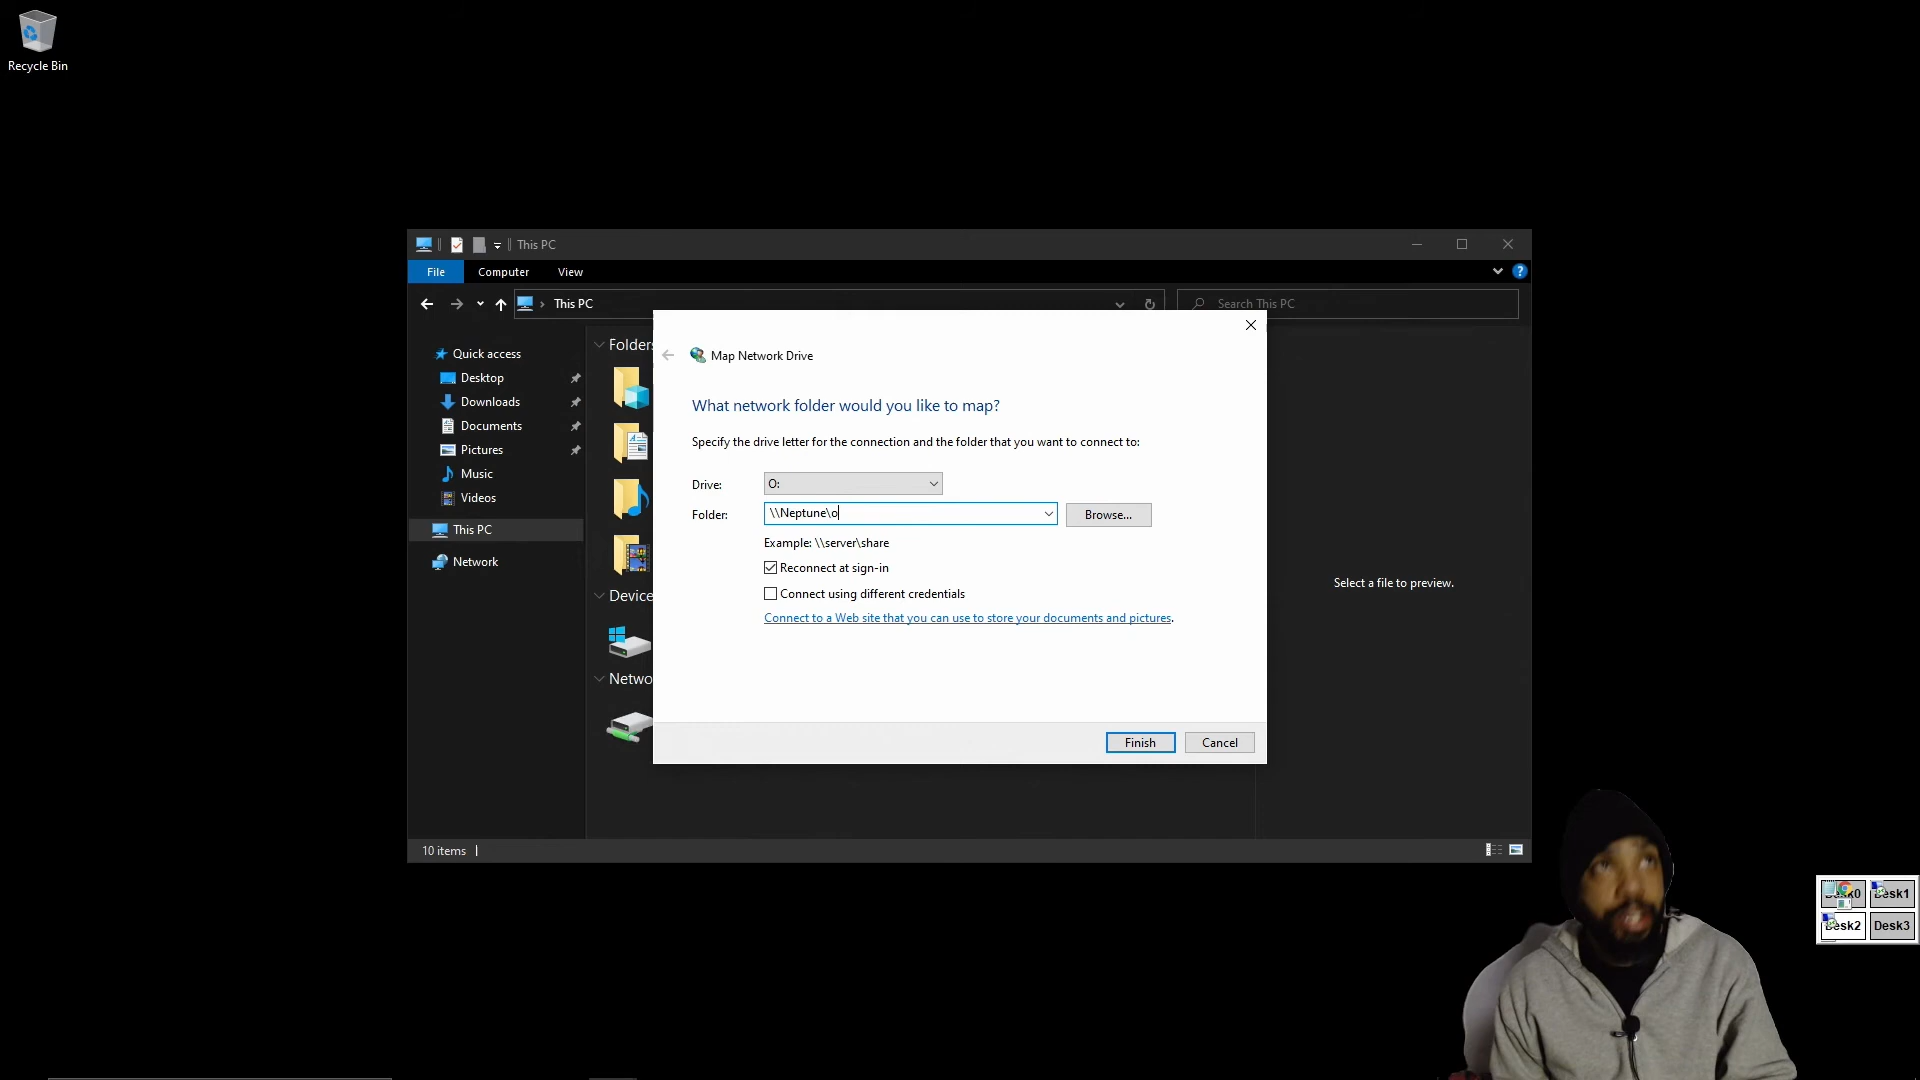 Recycle Bin
This PC
File
Computer
View
This PC
Search This PC
Quick access
Desktop
Downloads
Documents
Pictures
Music
Videos
This PC
Network
Folders
Device
Netwo
Map Network Drive
What network folder would you like to map?
Specify the drive letter for the connection and the folder that you want to connect to:
Drive:
O:
Folder:
\\Neptune\o
Browse...
Example: \\server\share
Reconnect at sign-in
Connect using different credentials
Connect to a Web site that you can use to store your documents and pictures.
Finish
Cancel
Select a file to preview.
10 items
Desk0
Desk1
Desk2
Desk3